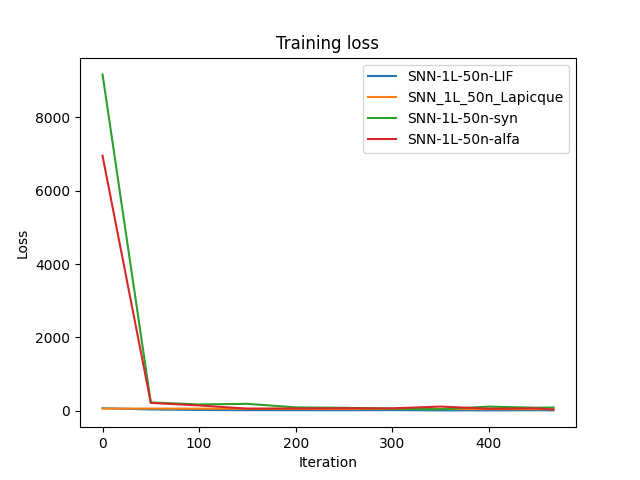 Training loss
SNN-1L-50n-LIF
SNN_1L_50n_Lapicque
SNN-1L-50n-syn
SNN-1L-50n-alfa
8000
6000
4000
2000
0
Loss
0 100 200 300 400
Iteration